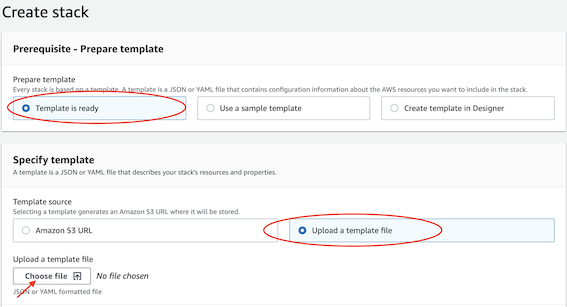 Create stack
Prerequisite - Prepare template
Prepare template
Every stack is based on a template. A template is a JSON or YAML file that contains configuration information about the AWS resources you want to include in the stack.
Template is ready
Use a sample template
Create template in Designer
Specify template
A template is a JSON or YAML file that describes your stack's resources and properties.
Template source
Selecting a template generates an Amazon S3 URL where it will be stored.
Amazon S3 URL
Upload a template file
Upload a template file
Choose file
No file chosen
JSON or YAML formatted file